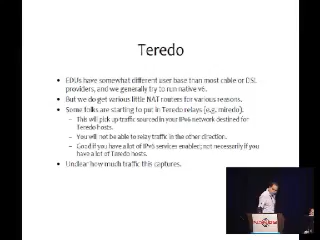 Teredo
• EDUs have somewhat different user base than most cable or DSL
providers, and we generally try to run native v6.
• But we do get various little NAT routers for various reasons.
• Some folks are starting to put in Teredo relays (e.g. miredo).
– This will pick up traffic sourced in your IPv6 network destined for
Teredo hosts.
– You will not be able to relay traffic in the other direction.
– Good if you have a lot of IPv6 services enabled; not necessarily if you
have a lot of Teredo hosts.
• Unclear how much traffic this captures.